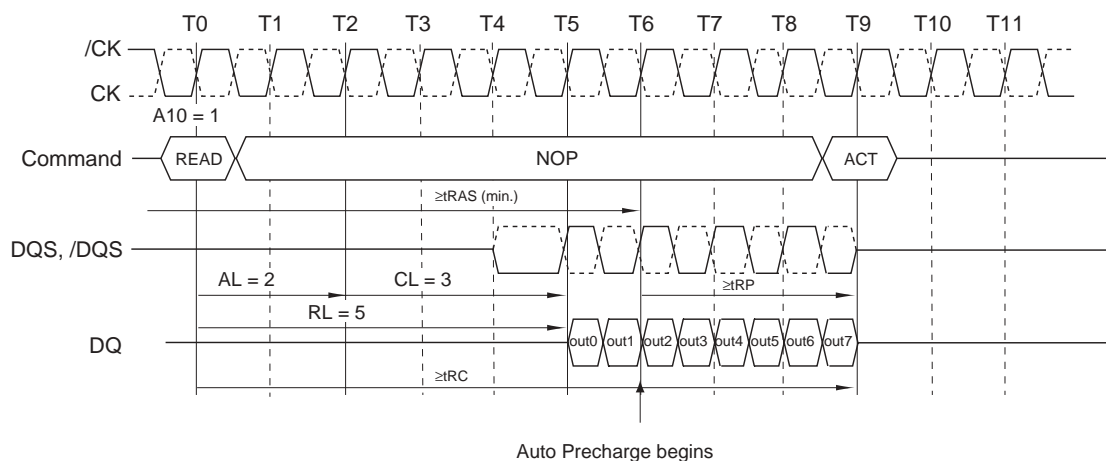 T0 T1 T2 T3 T4 T5 T6 T7 T8 T9 T10 T11
/CK
CK
A10 = 1
Command READ NOP ACT
≥tRAS (min.)
DQS, /DQS
AL = 2 CL = 3 ≥tRP
RL = 5
DQ out0 out1 out2 out3 out4 out5 out6 out7
≥tRC
Auto Precharge begins